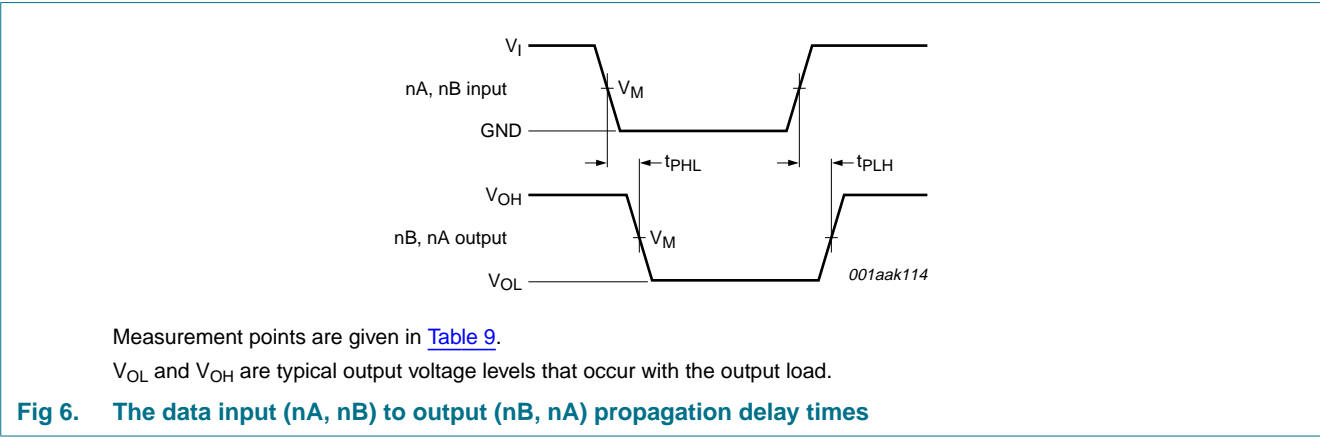 VI
nA, nB input
VM
GND
tPHL
tPLH
VOH
nB, nA output
VM
VOL
001aak114
Measurement points are given in Table 9.
VOL and VOH are typical output voltage levels that occur with the output load.
Fig 6. The data input (nA, nB) to output (nB, nA) propagation delay times